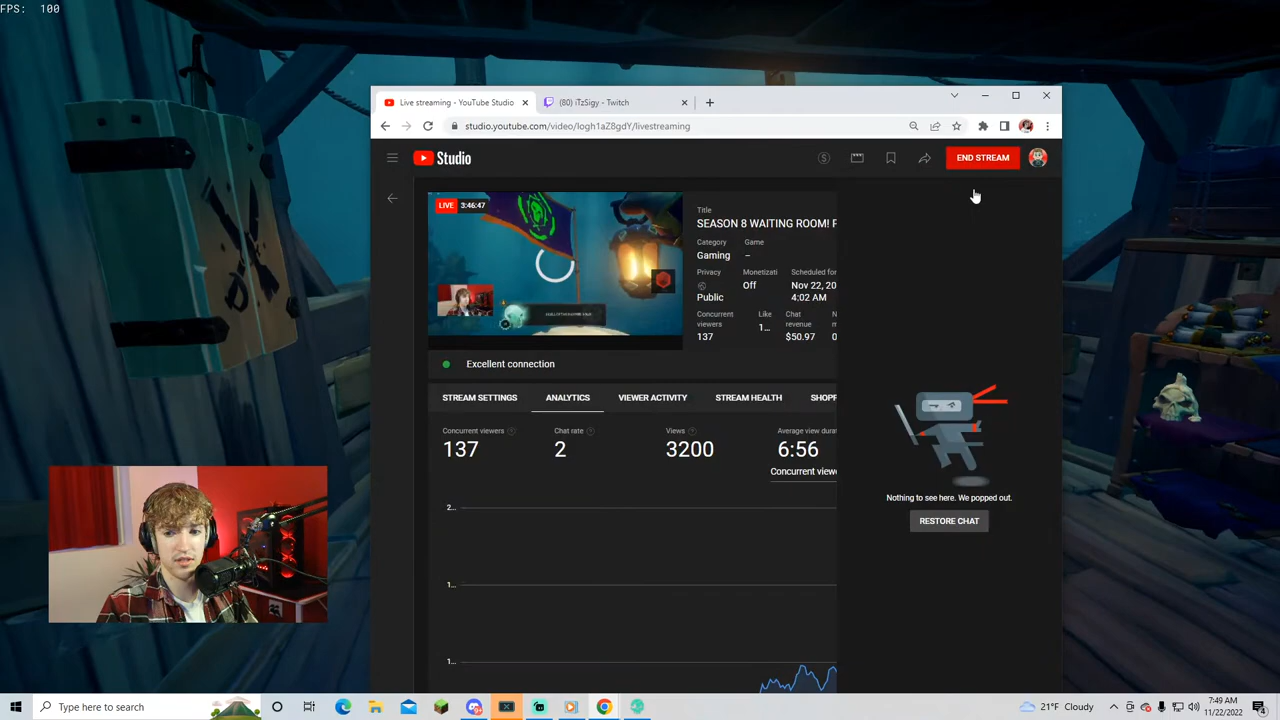 FPS: 100
Live streaming - YouTube Studio
(80) iTzSigy - Twitch
studio.youtube.com/video/logh1aZ8gdY/livestreaming
Studio
END STREAM
LIVE 3:46:47
Title
SEASON 8 WAITING ROOM!
Category
Game
Gaming
–
Privacy
Monetizati
Scheduled for
Public
Off
Nov 22, 20
4:02 AM
Concurrent viewers
Like
Chat revenue
137
1...
$50.97
Excellent connection
STREAM SETTINGS
ANALYTICS
VIEWER ACTIVITY
STREAM HEALTH
SHOPP
Concurrent viewers
Chat rate
Views
Average view dura
137
2
3200
6:56
Concurrent viewe
2...
1...
1...
Nothing to see here. We popped out.
RESTORE CHAT
Type here to search
21°F Cloudy
7:49 AM
11/22/2022